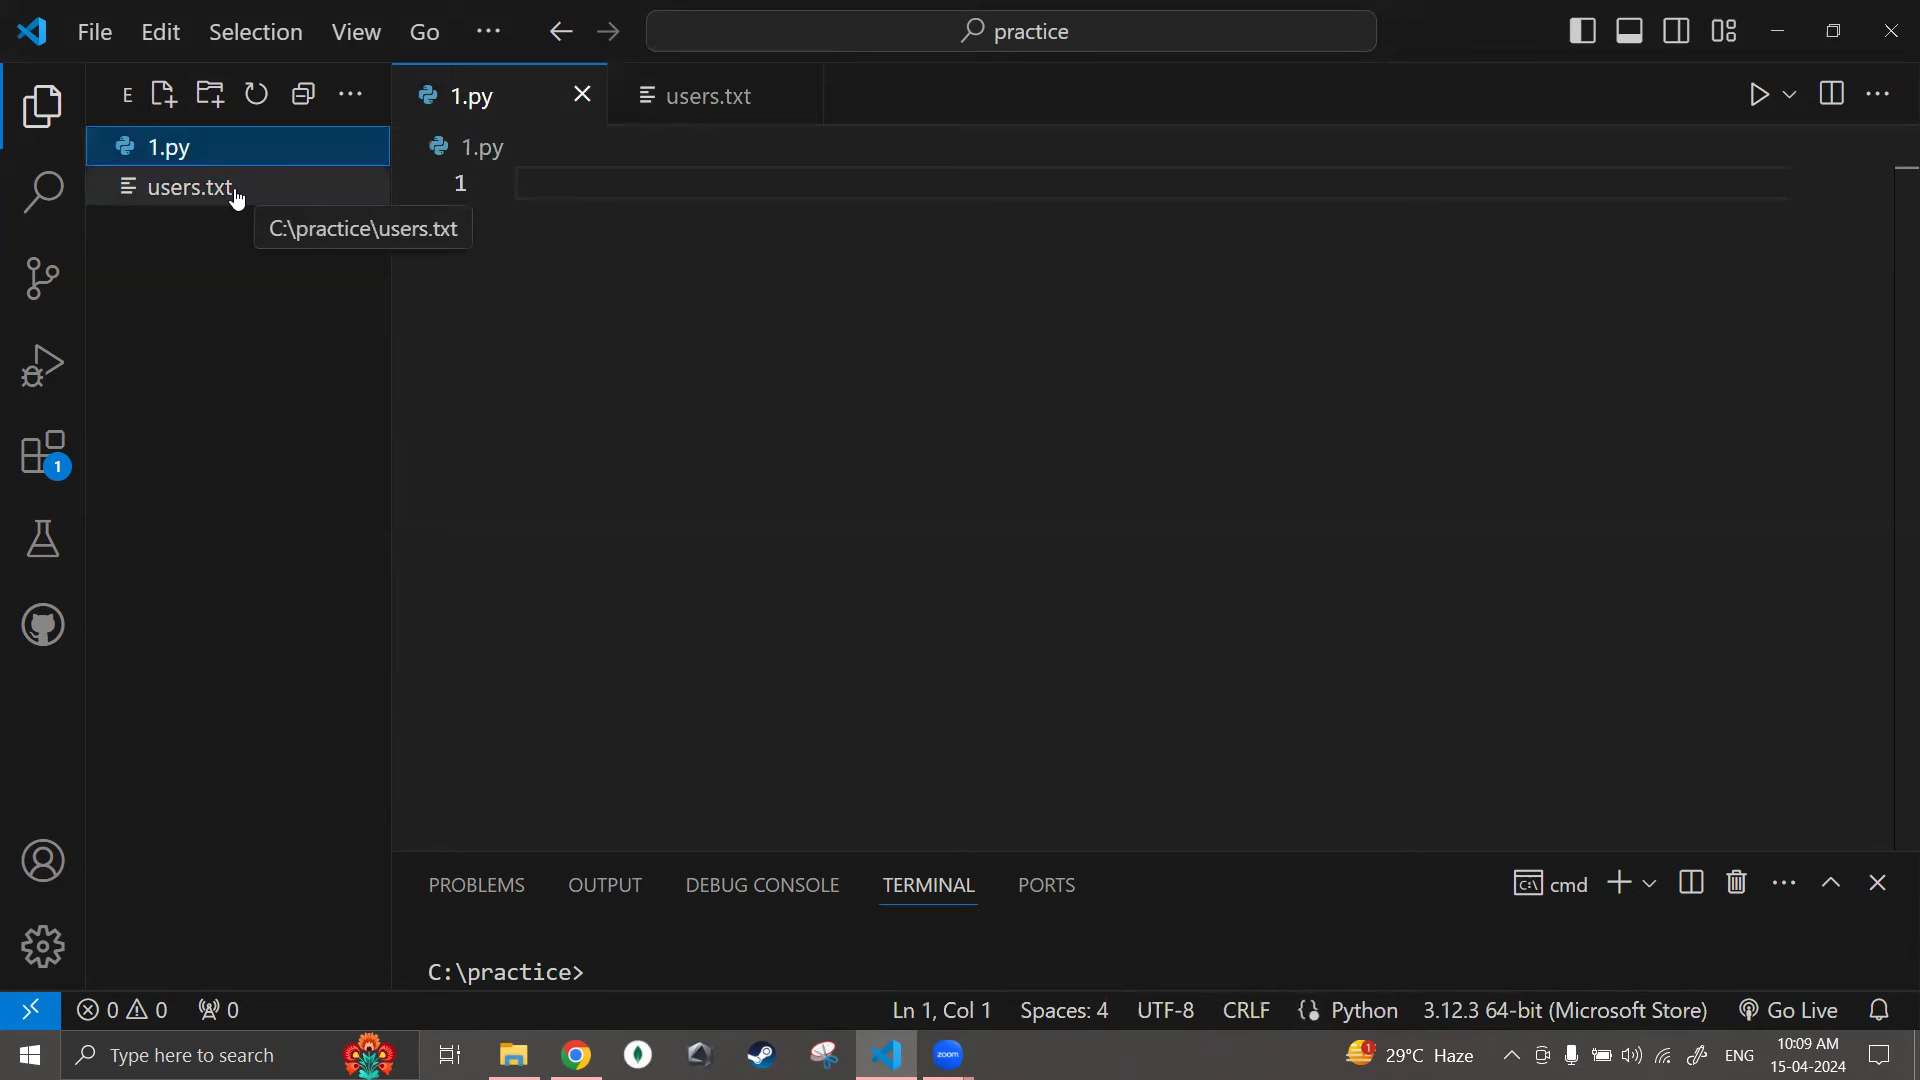 File Edit Selection View Go ··· practice
E
1.py users.txt
1.py 1.py
1
users.txt
C:\practice\users.txt
1
PROBLEMS OUTPUT DEBUG CONSOLE TERMINAL PORTS cmd
C:\practice>
0 0 0 Ln 1, Col 1 Spaces: 4 UTF-8 CRLF Python 3.12.3 64-bit (Microsoft Store) Go Live
Type here to search zoom 1 29°C Haze ENG 10:09 AM
15-04-2024